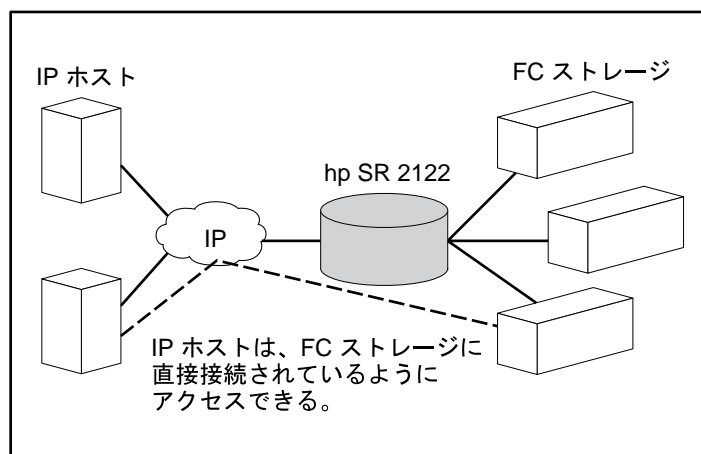 IP ホスト
FC ストレージ
hp SR 2122
IP
IP ホストは、FC ストレージに
直接接続されているように
アクセスできる。